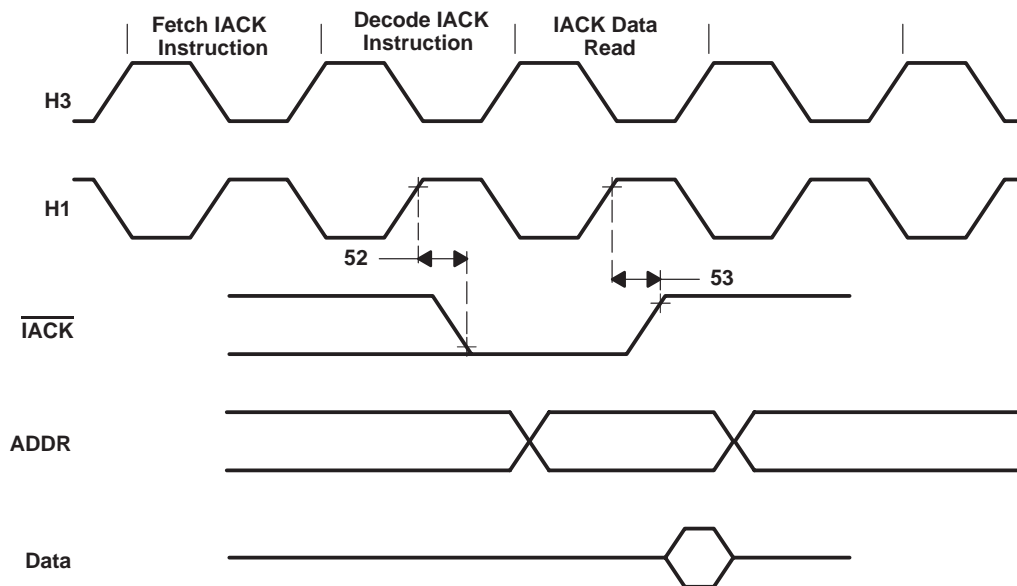 Fetch IACK
Instruction
Decode IACK
Instruction
IACK Data
Read
H3
H1
52
53
IACK
ADDR
Data